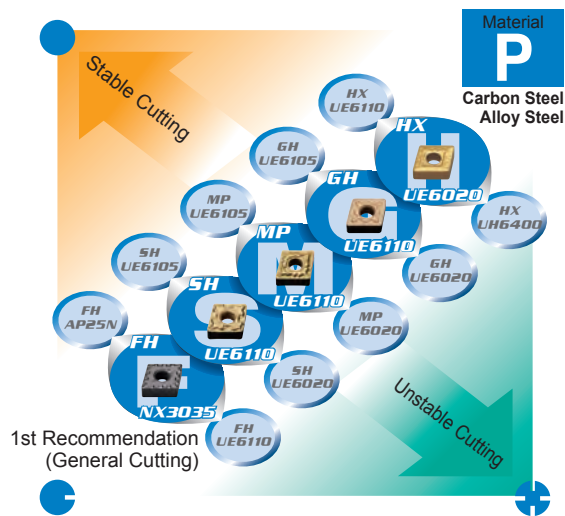 Material
P
Carbon Steel
Alloy Steel
Stable Cutting
HX
UE6110
HX
H
UE6020
GH
UE6105
GH
G
UE6110
HX
UH6400
MP
UE6105
MP
M
UE6110
GH
UE6020
SH
UE6105
SH
S
UE6110
MP
UE6020
FH
AP25N
FH
F
NX3035
SH
UE6020
Unstable Cutting
1st Recommendation
(General Cutting)
FH
UE6110